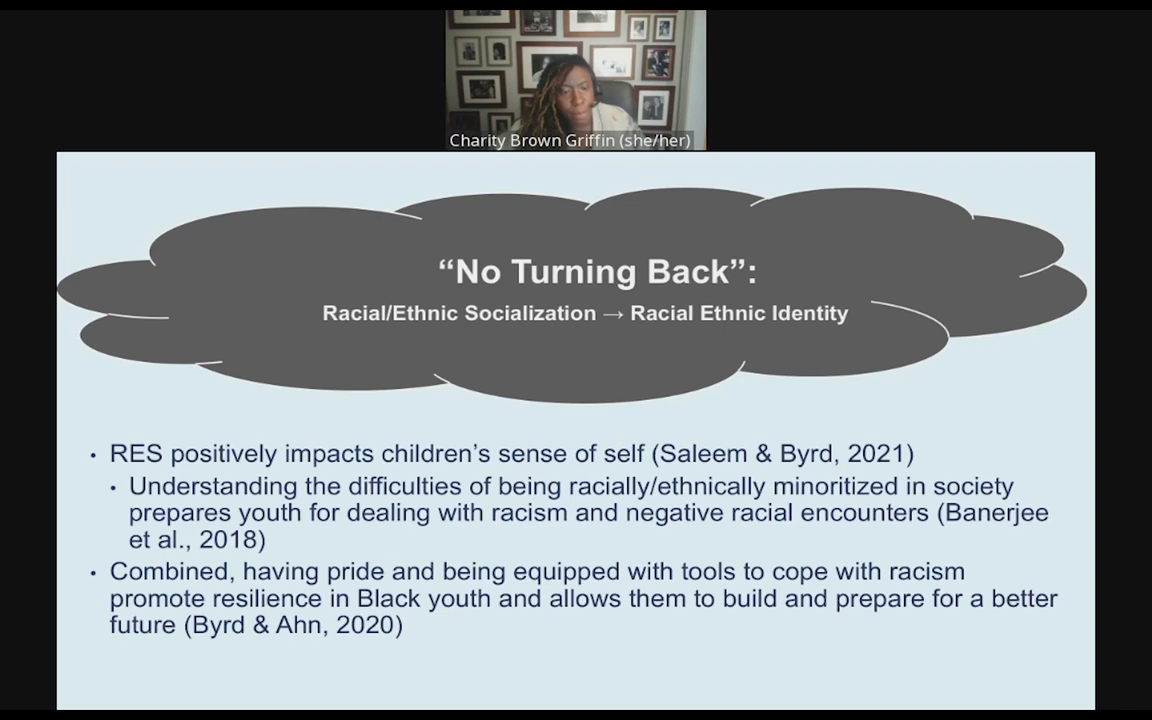 Charity Brown Griffin (she/her)
“No Turning Back”:
Racial/Ethnic Socialization → Racial Ethnic Identity
• RES positively impacts children’s sense of self (Saleem & Byrd, 2021)
• Understanding the difficulties of being racially/ethnically minoritized in society
prepares youth for dealing with racism and negative racial encounters (Banerjee
et al., 2018)
• Combined, having pride and being equipped with tools to cope with racism
promote resilience in Black youth and allows them to build and prepare for a better
future (Byrd & Ahn, 2020)